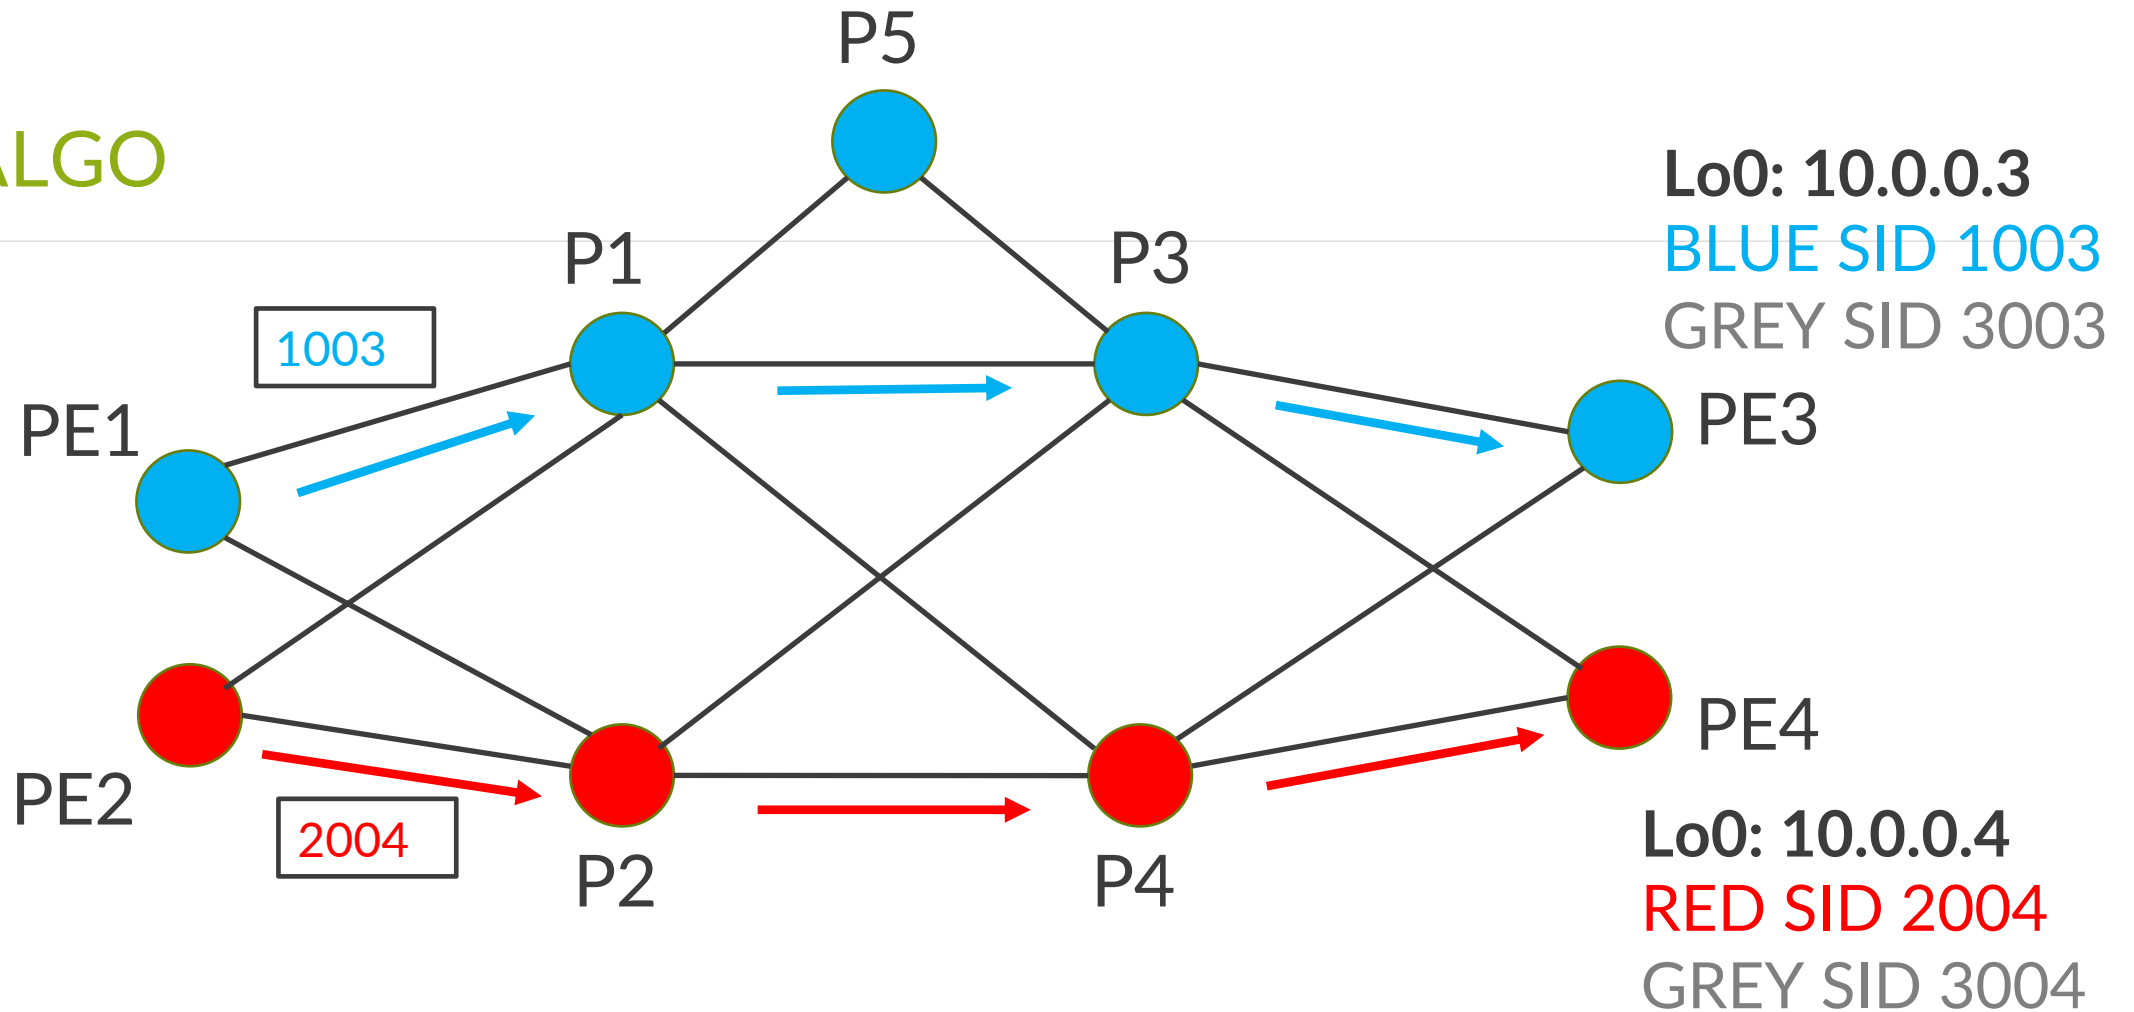 P5
ALGO
Lo0: 10.0.0.3
BLUE SID 1003
GREY SID 3003
P1
P3
1003
PE1
PE3
PE2
2004
PE4
P2
P4
Lo0: 10.0.0.4
RED SID 2004
GREY SID 3004